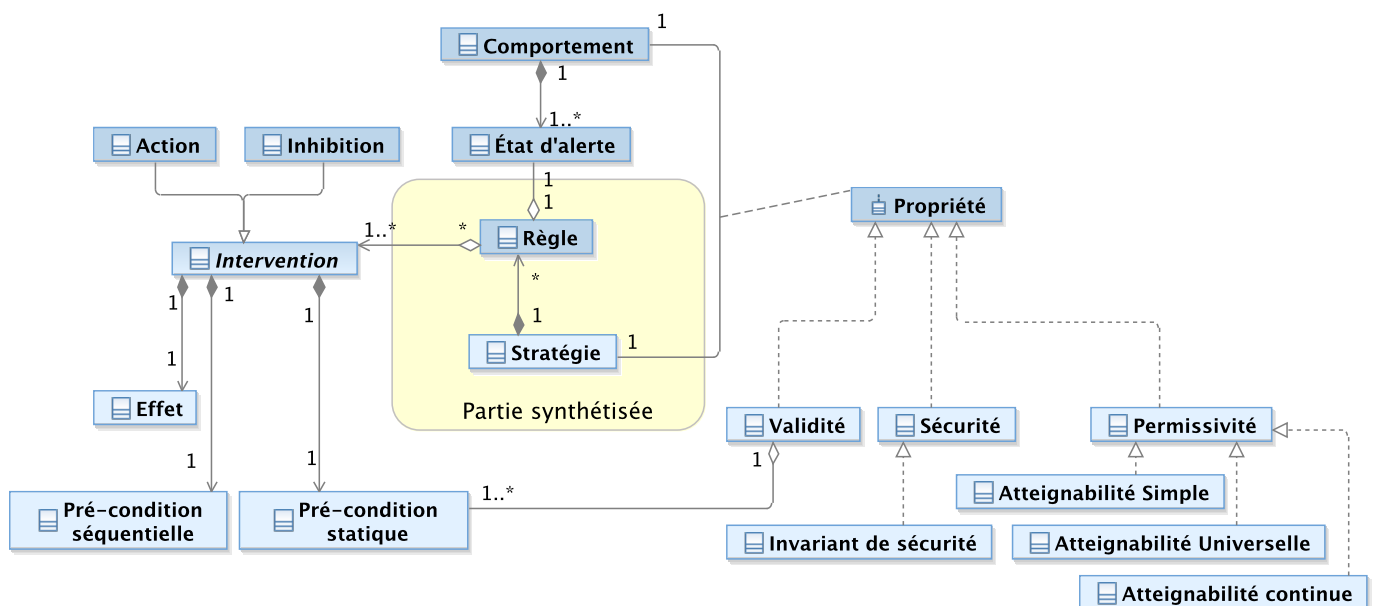 1
Comportement
1
1..*
Action
Inhibition
État d'alerte
1
1
Propriété
1..*
*
Règle
Intervention
*
1
1
1
1
1
Stratégie
1
1
Effet
Partie synthétisée
Validité
Sécurité
Permissivité
1
1
1
1..*
Pré-condition
séquentielle
Pré-condition
statique
Atteignabilité Simple
Invariant de sécurité
Atteignabilité Universelle
Atteignabilité continue